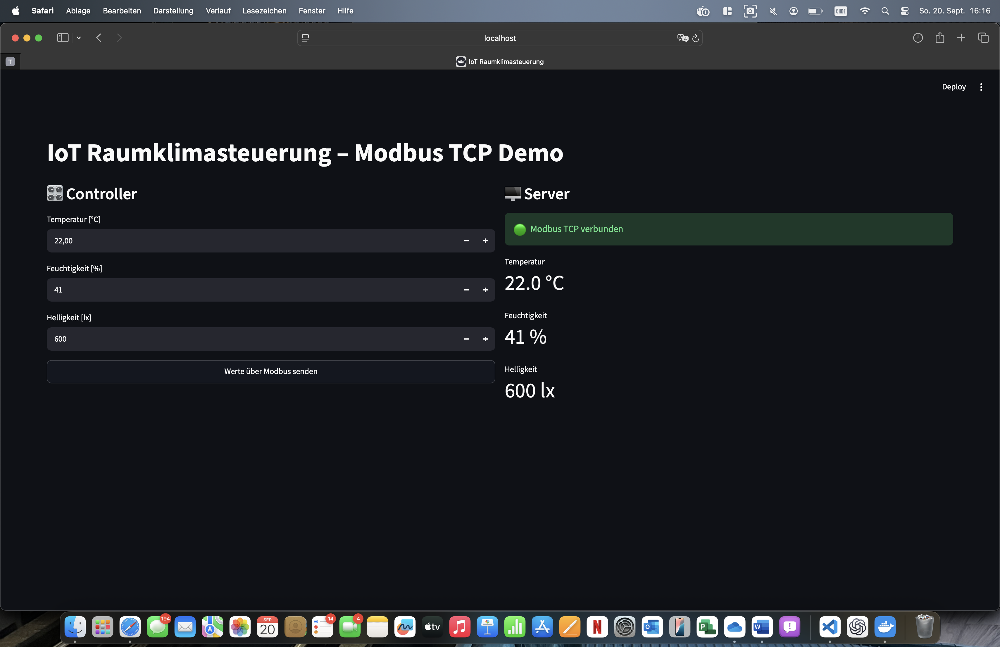 Safari Ablage Bearbeiten Darstellung Verlauf Lesezeichen Fenster Hilfe CHDE So. 20. Sept. 16:16
localhost
T IoT Raumklimasteuerung
Deploy
IoT Raumklimasteuerung – Modbus TCP Demo
Controller
Temperatur [°C]
22,00
Feuchtigkeit [%]
41
Helligkeit [lx]
600
Werte über Modbus senden
Server
Modbus TCP verbunden
Temperatur
22.0 °C
Feuchtigkeit
41 %
Helligkeit
600 lx
194 SEP 20 14 4 tv N O P W